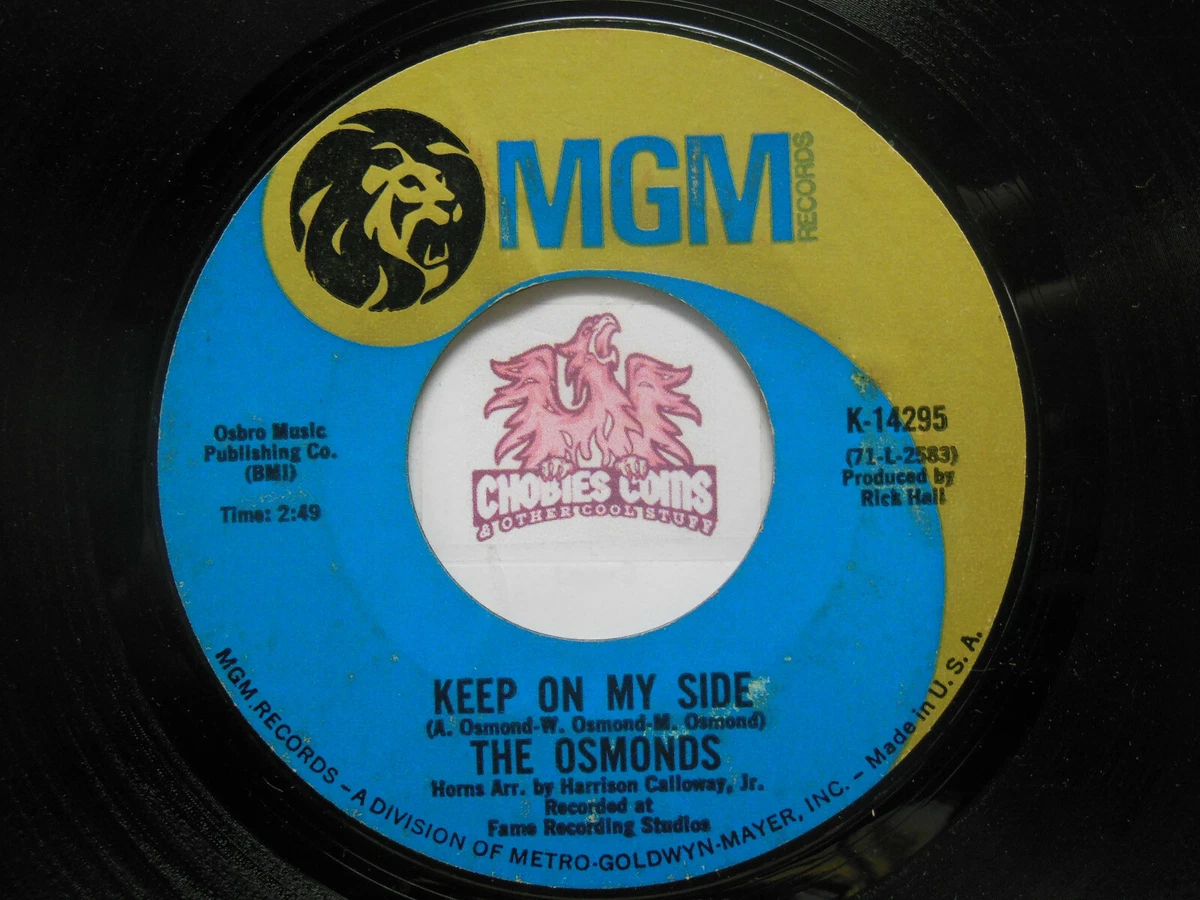 MGM
RECORDS
Osbro Music
Publishing Co.
(BMI)
Time: 2:49
K-14295
(71-L-2583)
Produced by
Rick Hall
CHOBIES COINS
& OTHER COOL STUFF
KEEP ON MY SIDE
(A. Osmond-W. Osmond-M. Osmond)
THE OSMONDS
Horns Arr. by Harrison Calloway, Jr.
Recorded at
Fame Recording Studios
MGM RECORDS – A DIVISION OF METRO-GOLDWYN-MAYER, INC. – Made in U. S. A.